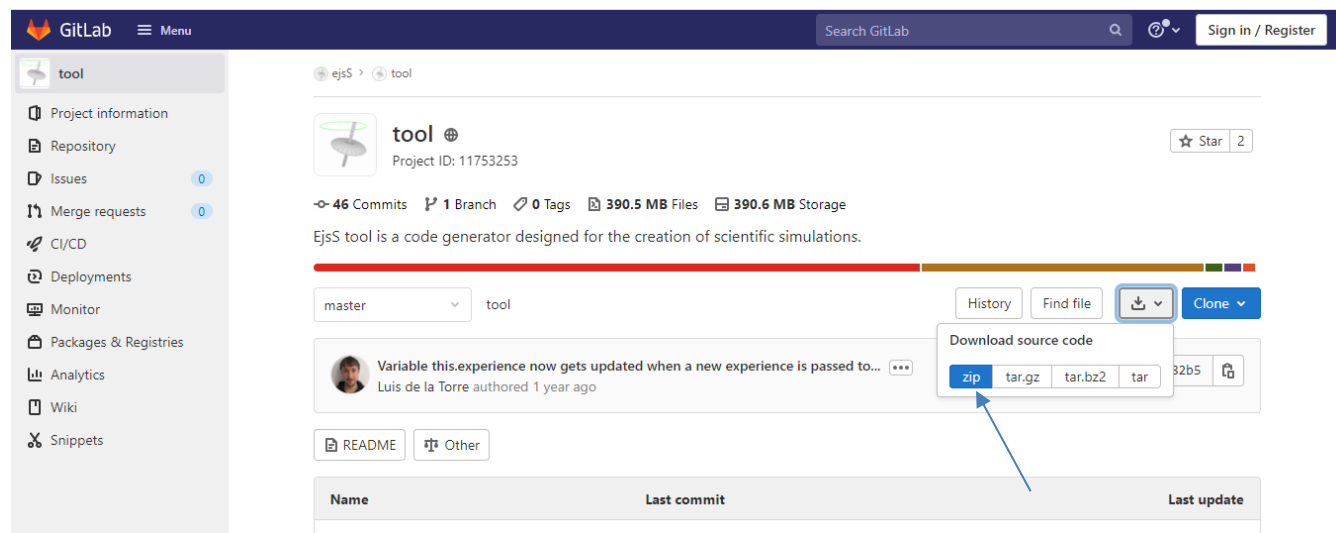 GitLab Menu Search GitLab Sign in / Register
tool
Project information
Repository
Issues 0
Merge requests 0
CI/CD
Deployments
Monitor
Packages & Registries
Analytics
Wiki
Snippets
ejsS > tool
tool
Project ID: 11753253
Star 2
46 Commits 1 Branch 0 Tags 390.5 MB Files 390.6 MB Storage
EjsS tool is a code generator designed for the creation of scientific simulations.
master tool History Find file Clone
Download source code
zip tar.gz tar.bz2 tar
Variable this.experience now gets updated when a new experience is passed to... 
Luis de la Torre authored 1 year ago
32b5
README Other
Name Last commit Last update